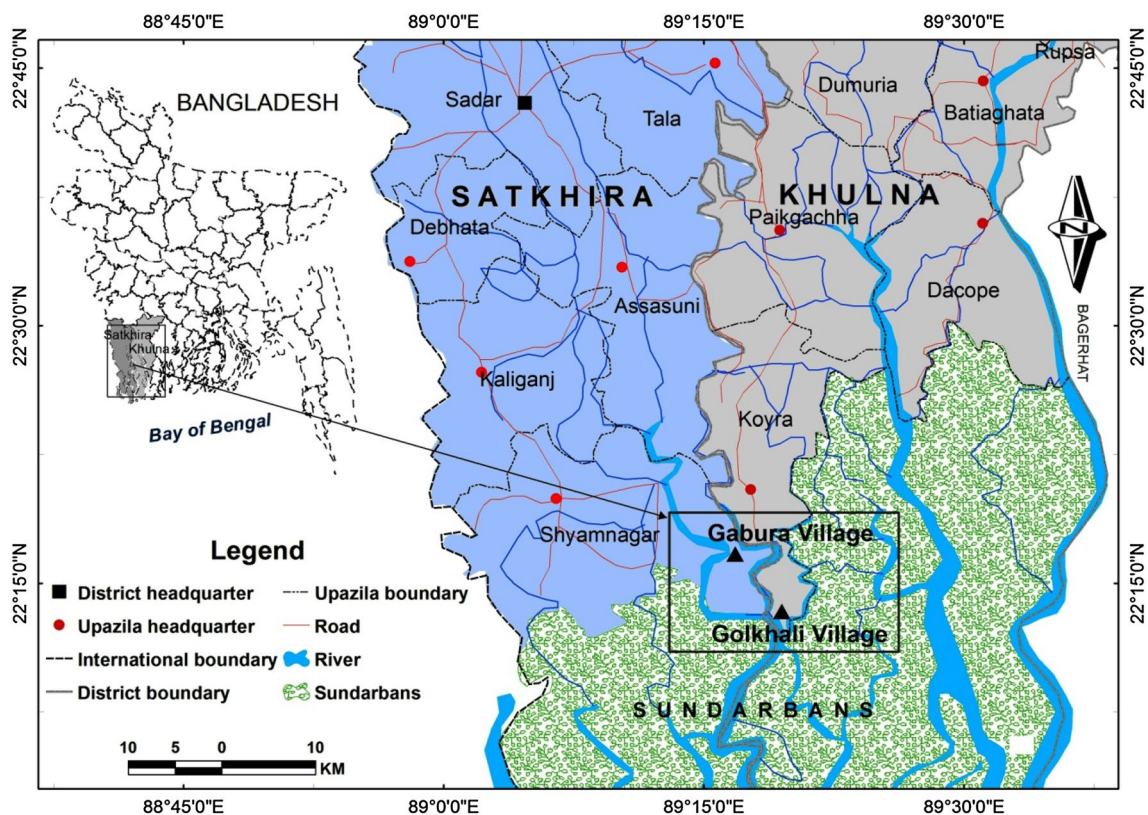 88°45'0"E 89°0'0"E 89°15'0"E 89°30'0"E
22°45'0"N
22°30'0"N
22°15'0"N
22°45'0"N
22°30'0"N
22°15'0"N
BANGLADESH
Satkhira
Khulna
Bay of Bengal
Sadar
Tala
Dumuria
Rupsa
Batiaghata
SATKHIRA
KHULNA
Debhata
Paikgachha
Assasuni
Dacope
Kaliganj
Koyra
Shyamnagar
Gabura Village
Golkhali Village
SUNDARBANS
N
BAGERHAT
Legend
District headquarter
Upazila headquarter
International boundary
District boundary
Upazila boundary
Road
River
Sundarbans
10 5 0 10
KM
88°45'0"E 89°0'0"E 89°15'0"E 89°30'0"E